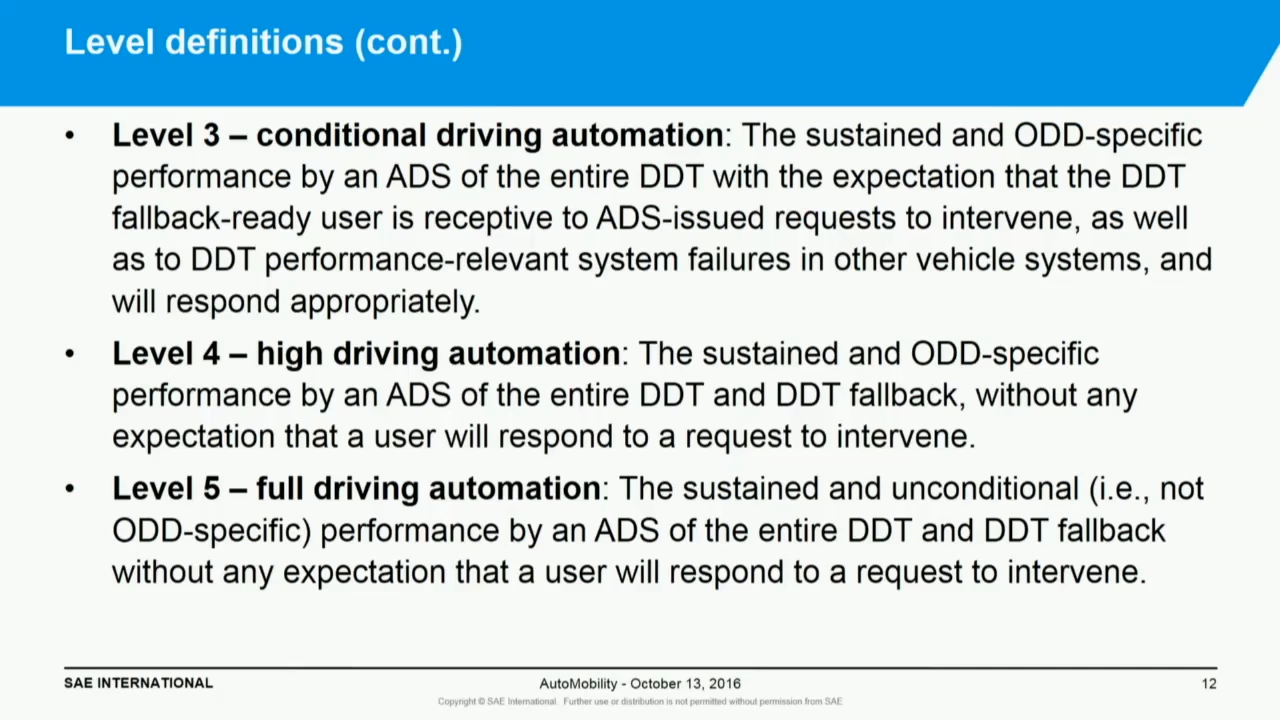 Level definitions (cont.)
• Level 3 – conditional driving automation: The sustained and ODD-specific
performance by an ADS of the entire DDT with the expectation that the DDT
fallback-ready user is receptive to ADS-issued requests to intervene, as well
as to DDT performance-relevant system failures in other vehicle systems, and
will respond appropriately.
• Level 4 – high driving automation: The sustained and ODD-specific
performance by an ADS of the entire DDT and DDT fallback, without any
expectation that a user will respond to a request to intervene.
• Level 5 – full driving automation: The sustained and unconditional (i.e., not
ODD-specific) performance by an ADS of the entire DDT and DDT fallback
without any expectation that a user will respond to a request to intervene.
SAE INTERNATIONAL AutoMobility - October 13, 2016 12
Copyright © SAE International. Further use or distribution is not permitted without permission from SAE